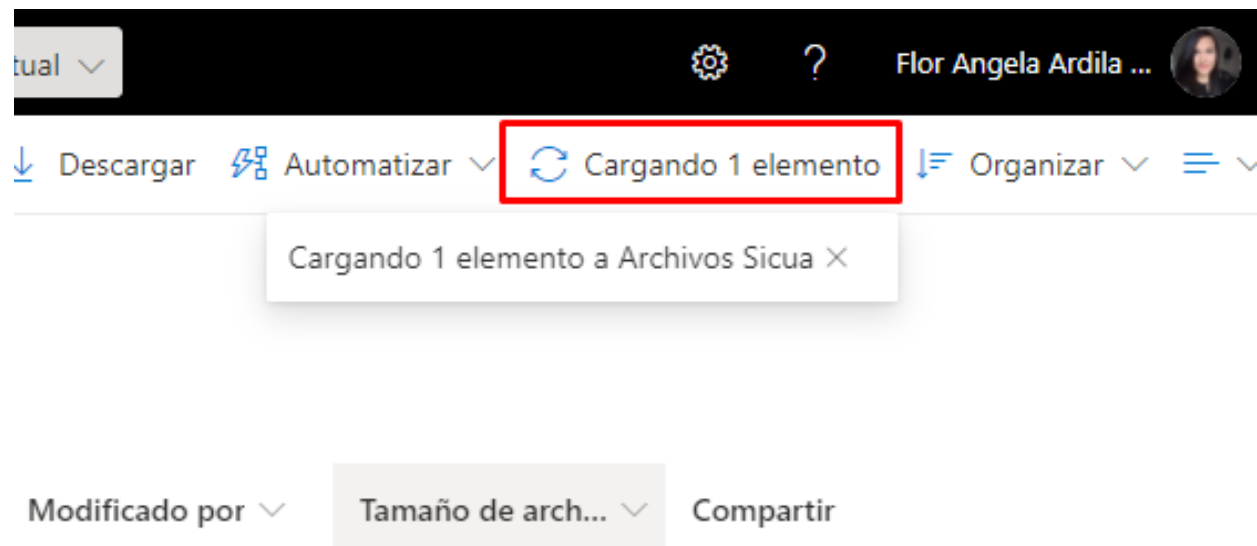 tual
Flor Angela Ardila ...
Descargar Automatizar Cargando 1 elemento Organizar
Cargando 1 elemento a Archivos Sicua
Modificado por Tamaño de arch... Compartir